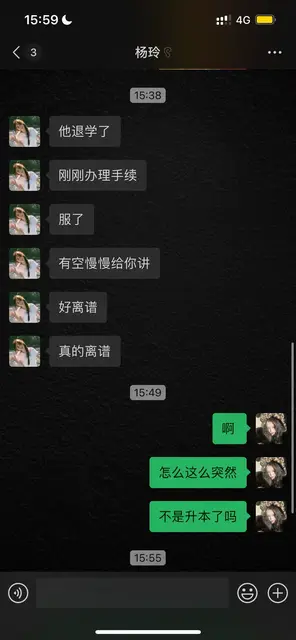 15:59
4G
3
杨玲
15:38
他退学了
刚刚办理手续
服了
有空慢慢给你讲
好离谱
真的离谱
15:49
啊
怎么这么突然
不是升本了吗
15:55